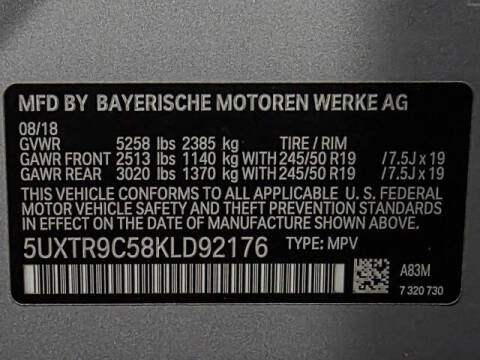 MFD BY BAYERISCHE MOTOREN WERKE AG
08/18
GVWR 5258 lbs 2385 kg TIRE / RIM
GAWR FRONT 2513 lbs 1140 kg WITH 245/50 R19 /7.5J x 19
GAWR REAR 3020 lbs 1370 kg WITH 245/50 R19 /7.5J x 19
THIS VEHICLE CONFORMS TO ALL APPLICABLE U. S. FEDERAL
MOTOR VEHICLE SAFETY AND THEFT PREVENTION STANDARDS
IN EFFECT ON THE DATE OF MANUFACTURE SHOWN ABOVE.
5UXTR9C58KLD92176 TYPE: MPV
A83M
7 320 730